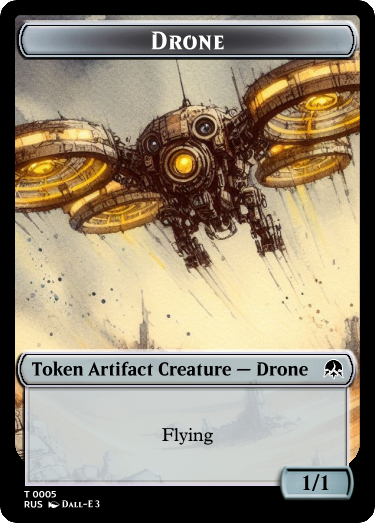 Drone
Token Artifact Creature — Drone
Flying
1/1
T 0005
RUS DALL-E 3